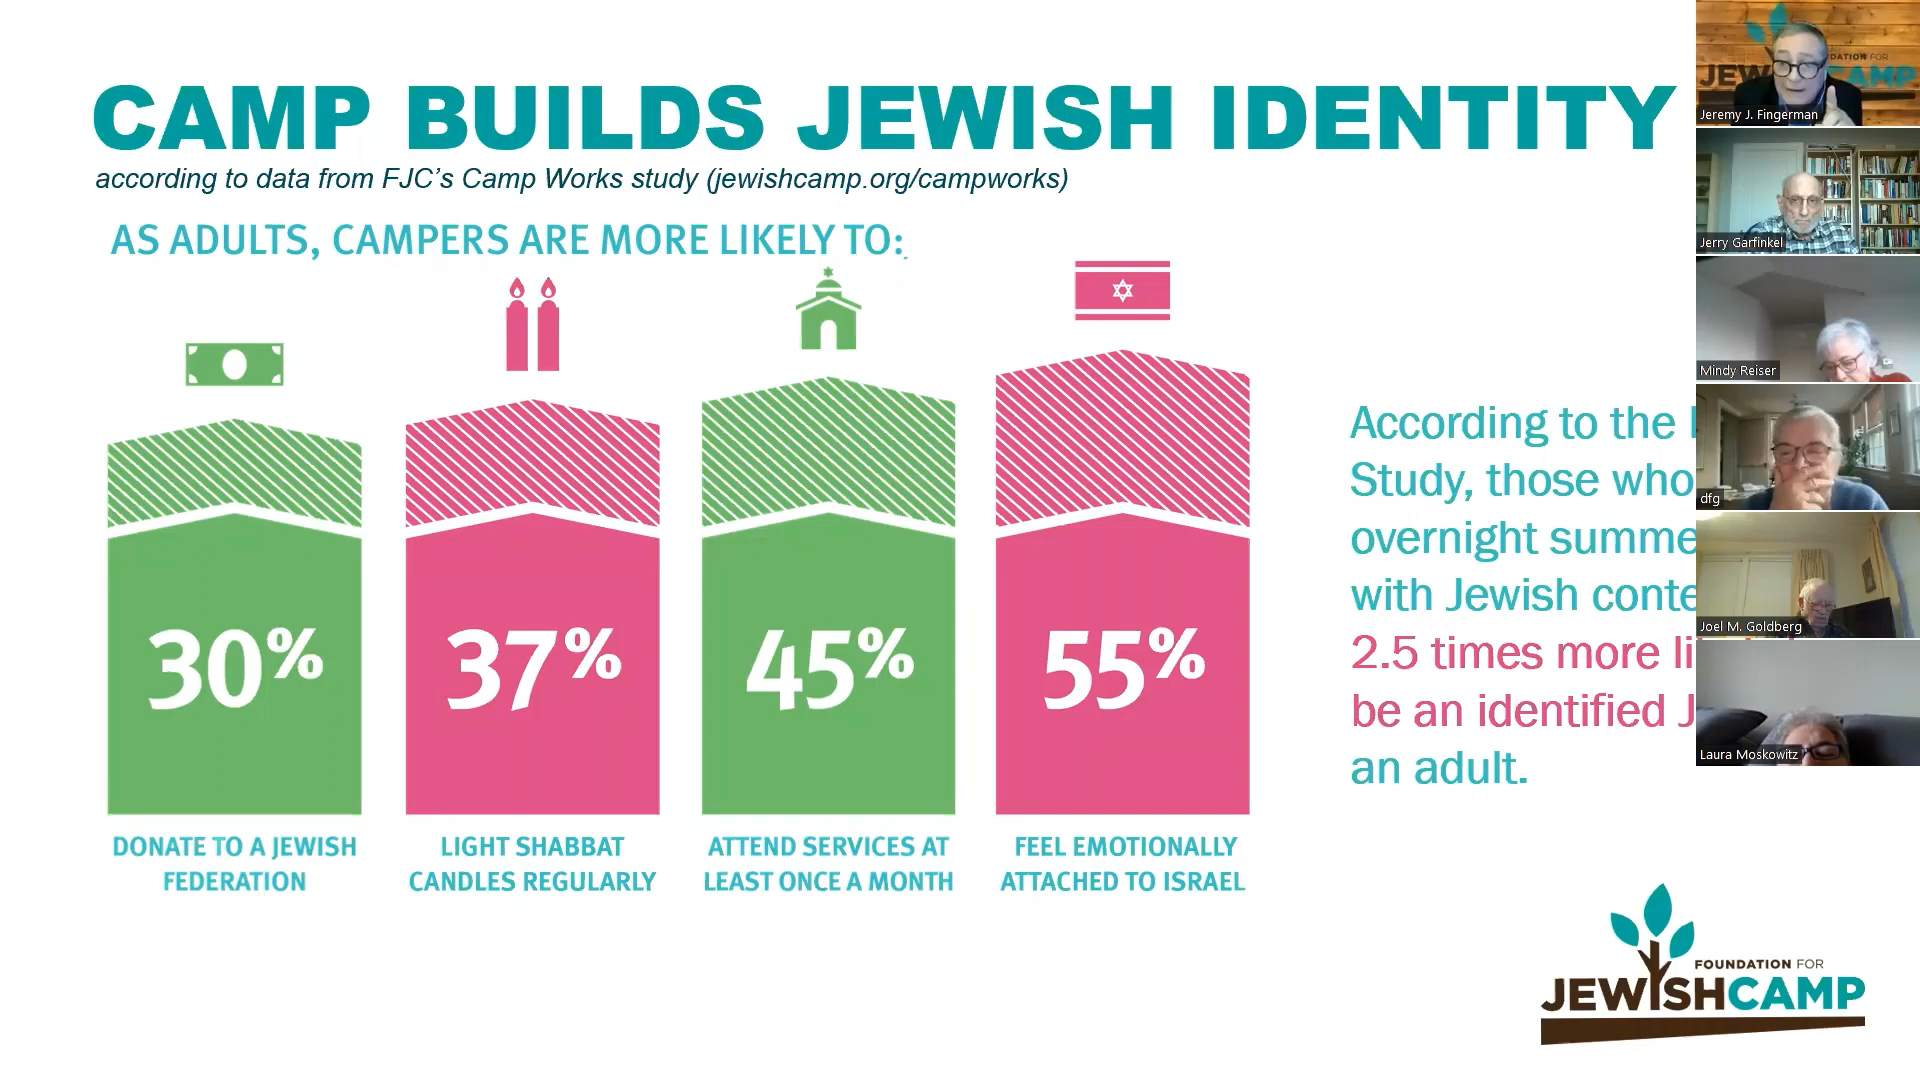 CAMP BUILDS JEWISH IDENTITY
according to data from FJC's Camp Works study (jewishcamp.org/campworks)
AS ADULTS, CAMPERS ARE MORE LIKELY TO:
30%
37%
45%
55%
DONATE TO A JEWISH
FEDERATION
LIGHT SHABBAT
CANDLES REGULARLY
ATTEND SERVICES AT
LEAST ONCE A MONTH
FEEL EMOTIONALLY
ATTACHED TO ISRAEL
According to the
Study, those who
overnight
with Jewish
2.5 times more
be an identified
an adult.
FOUNDATION FOR
JEWISHCAMP
Jeremy J. Fingerman
Jerry Garfinkel
Mindy Reiser
dfg
Joel M. Goldberg
Laura Moskowitz